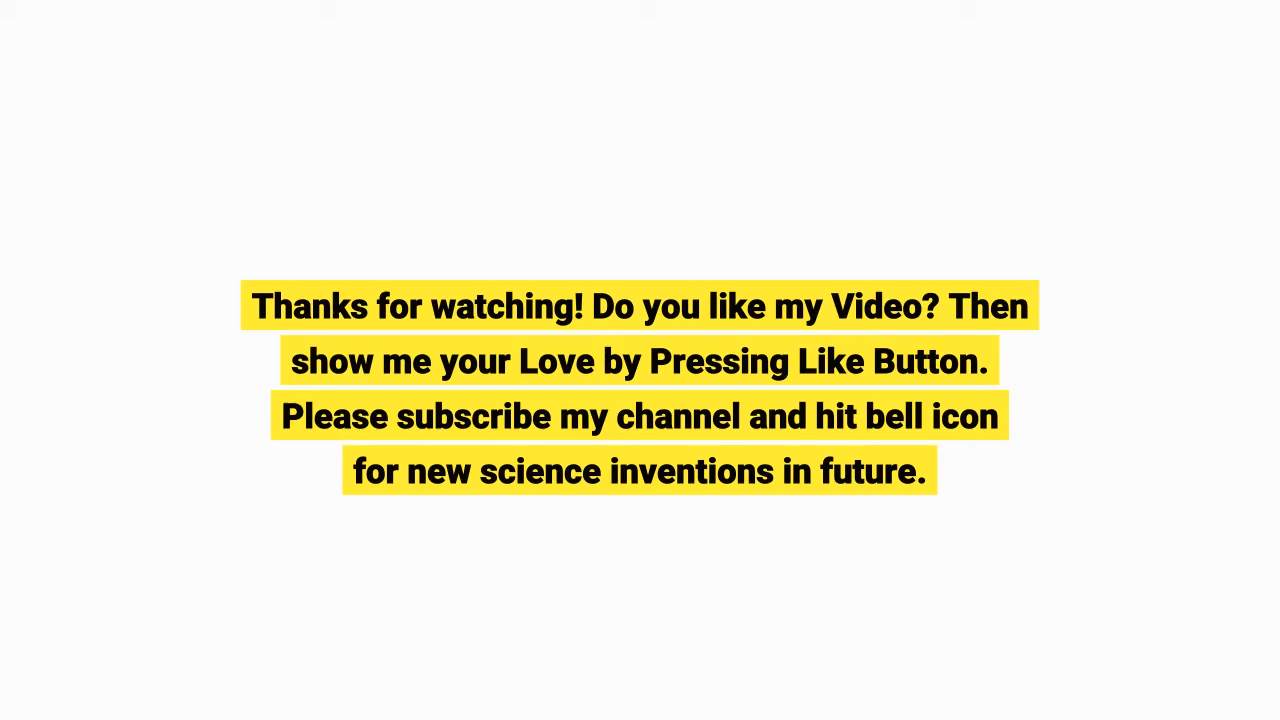 Thanks for watching! Do you like my Video? Then
show me your Love by Pressing Like Button.
Please subscribe my channel and hit bell icon
for new science inventions in future.